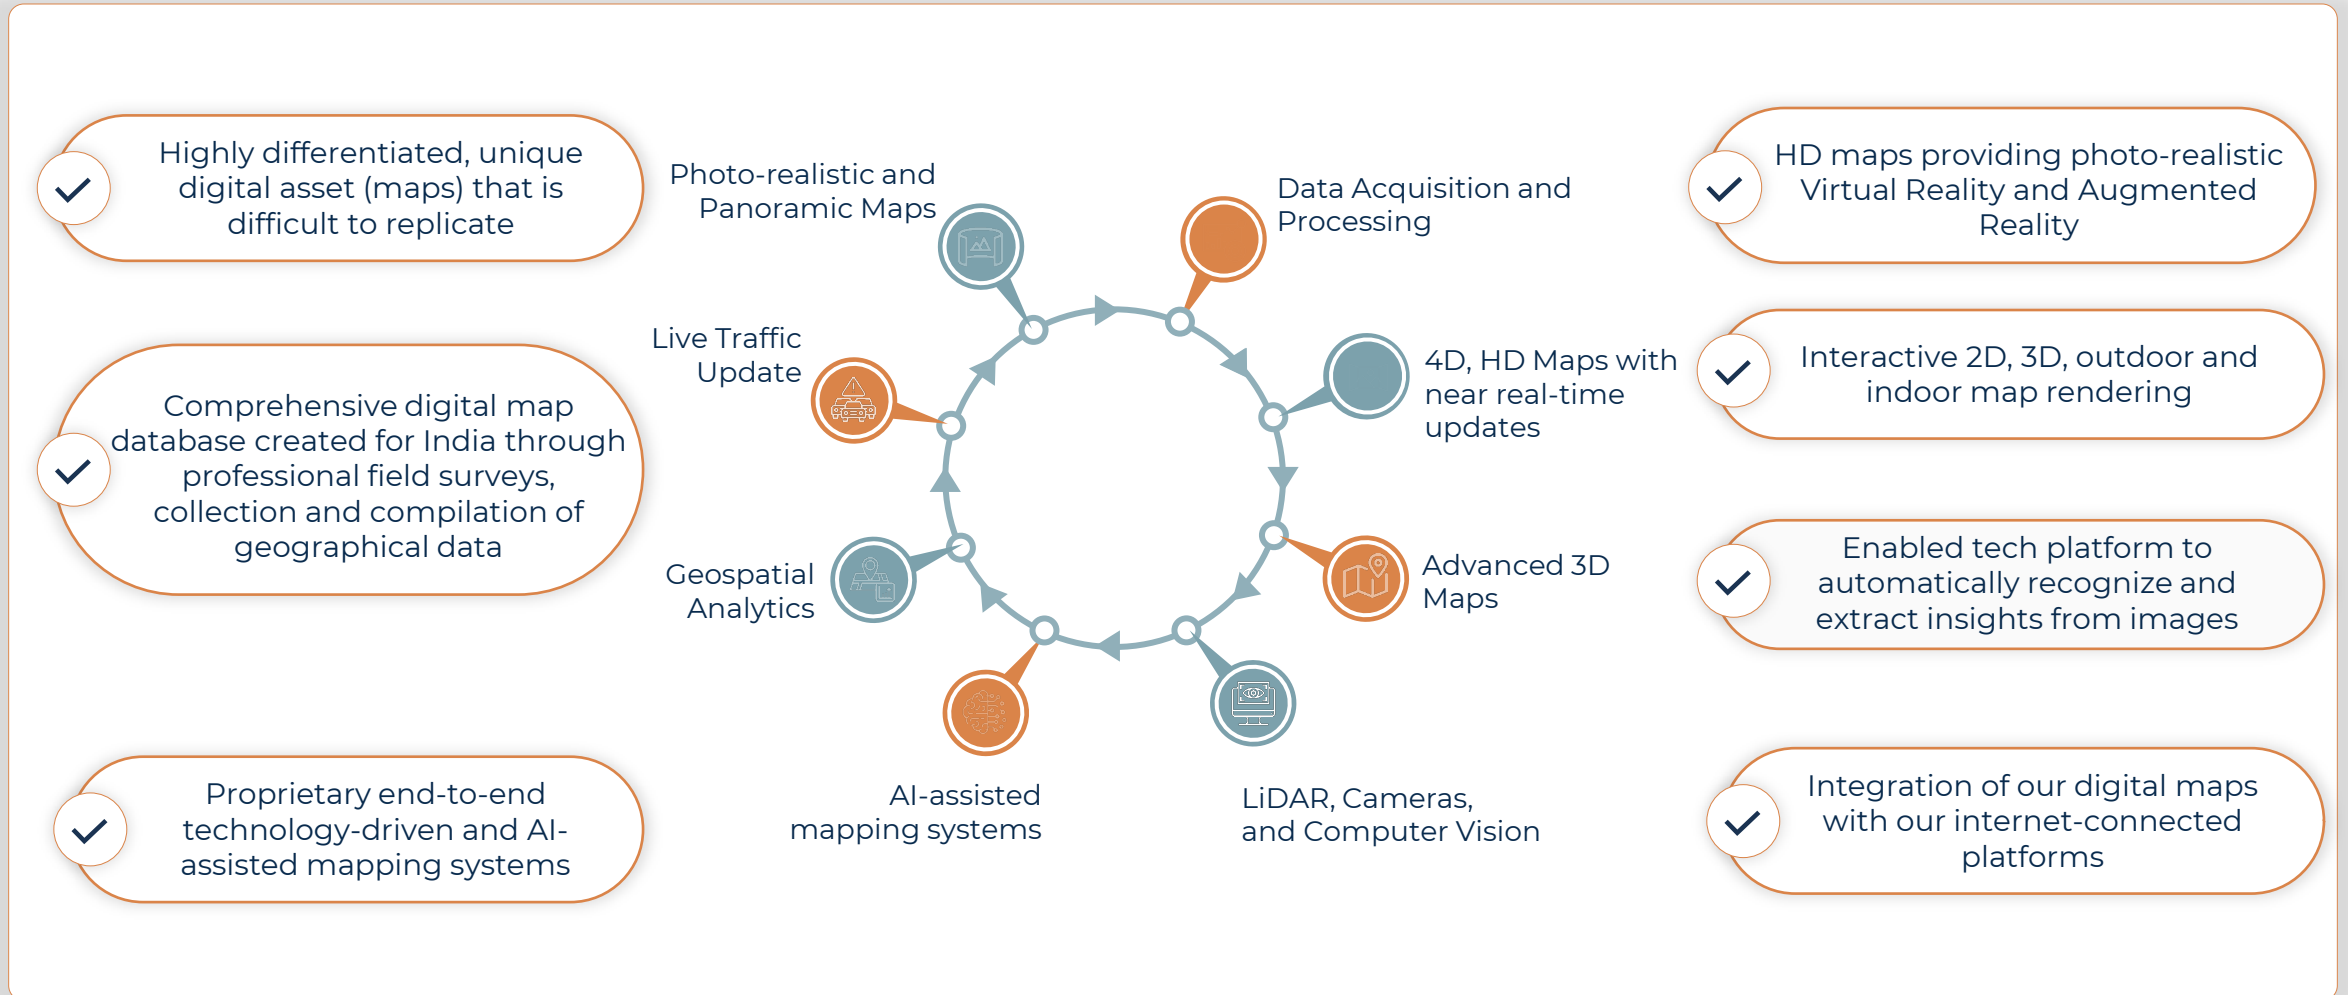 Highly differentiated, unique
digital asset (maps) that is
difficult to replicate
Comprehensive digital map
database created for India through
professional field surveys,
collection and compilation of
geographical data
Proprietary end-to-end
technology-driven and AI-
assisted mapping systems
Photo-realistic and
Panoramic Maps
Live Traffic
Update
Geospatial
Analytics
AI-assisted
mapping systems
Data Acquisition and
Processing
4D, HD Maps with
near real-time
updates
Advanced 3D
Maps
LiDAR, Cameras,
and Computer Vision
HD maps providing photo-realistic
Virtual Reality and Augmented
Reality
Interactive 2D, 3D, outdoor and
indoor map rendering
Enabled tech platform to
automatically recognize and
extract insights from images
Integration of our digital maps
with our internet-connected
platforms